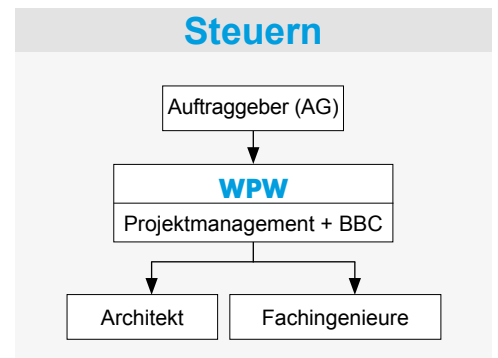 Steuern
Auftraggeber (AG)
WPW
Projektmanagement + BBC
Architekt
Fachingenieure